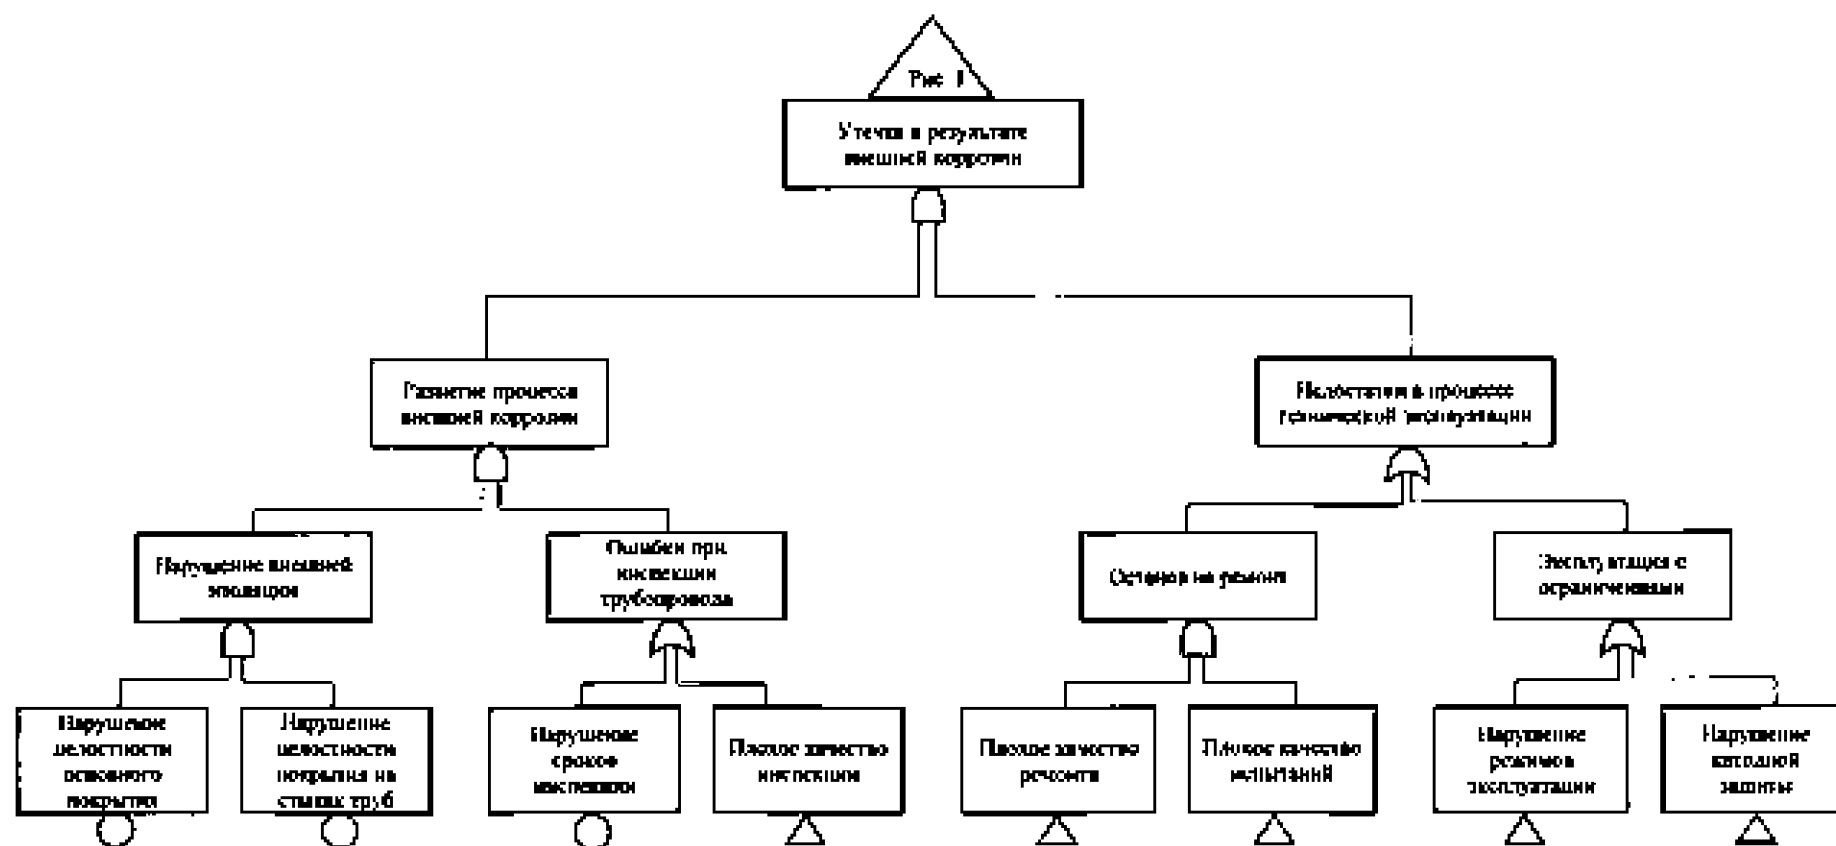 Рис 1
Утечка в результате
внешней коррозии
Развитие процесса
внешней коррозии
Недостатки в процессе
технической эксплуатации
Нарушение внешней
изоляции
Ошибки при
инспекции
трубопровода
Останов на ремонт
Эксплуатация с
ограничениями
Нарушение
целостности
основного
покрытия
Нарушение
целостности
покрытия на
стыках труб
Нарушение
сроков
инспекции
Плохое качество
инспекции
Плохое качество
ремонта
Плохое качество
испытаний
Нарушение
режимов
эксплуатации
Нарушение
катодной
защиты